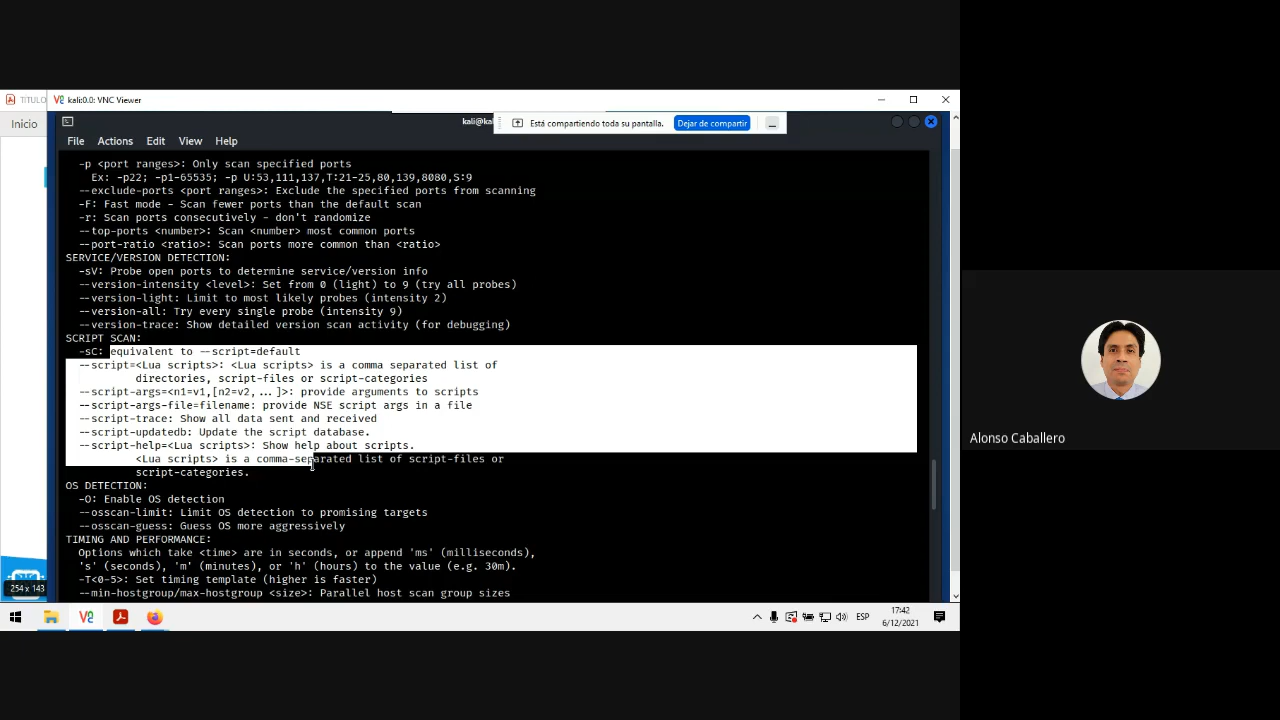 TITULO
kali:0.0: VNC Viewer
Inicio
kali@kal
Está compartiendo toda su pantalla.
Dejar de compartir
File Actions Edit View Help
-p <port ranges>: Only scan specified ports
Ex: -p22; -p1-65535; -p U:53,111,137,T:21-25,80,139,8080,S:9
--exclude-ports <port ranges>: Exclude the specified ports from scanning
-F: Fast mode - Scan fewer ports than the default scan
-r: Scan ports consecutively - don't randomize
--top-ports <number>: Scan <number> most common ports
--port-ratio <ratio>: Scan ports more common than <ratio>
SERVICE/VERSION DETECTION:
-sV: Probe open ports to determine service/version info
--version-intensity <level>: Set from 0 (light) to 9 (try all probes)
--version-light: Limit to most likely probes (intensity 2)
--version-all: Try every single probe (intensity 9)
--version-trace: Show detailed version scan activity (for debugging)
SCRIPT SCAN:
-sC: equivalent to --script=default
--script=<Lua scripts>: <Lua scripts> is a comma separated list of
directories, script-files or script-categories
--script-args=<n1=v1,[n2=v2,...]>: provide arguments to scripts
--script-args-file=filename: provide NSE script args in a file
--script-trace: Show all data sent and received
--script-updatedb: Update the script database.
--script-help=<Lua scripts>: Show help about scripts.
<Lua scripts> is a comma-separated list of script-files or
script-categories.
OS DETECTION:
-O: Enable OS detection
--osscan-limit: Limit OS detection to promising targets
--osscan-guess: Guess OS more aggressively
TIMING AND PERFORMANCE:
Options which take <time> are in seconds, or append 'ms' (milliseconds),
's' (seconds), 'm' (minutes), or 'h' (hours) to the value (e.g. 30m).
-T<0-5>: Set timing template (higher is faster)
--min-hostgroup/max-hostgroup <size>: Parallel host scan group sizes
254 x 143
ESP
17:42
6/12/2021
Alonso Caballero